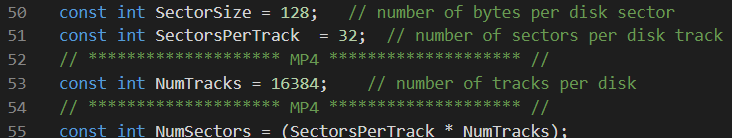 50 const int SectorSize = 128; // number of bytes per disk sector
51 const int SectorsPerTrack  = 32; // number of sectors per disk track
52 // ******************** MP4 ******************** //
53 const int NumTracks = 16384; // number of tracks per disk
54 // ******************** MP4 ******************** //
55 const int NumSectors = (SectorsPerTrack * NumTracks);